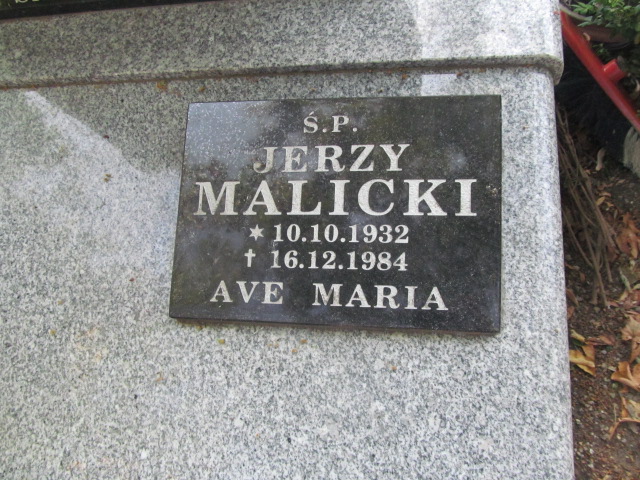 Ś.P.
JERZY
MALICKI
* 10.10.1932
† 16.12.1984
AVE MARIA